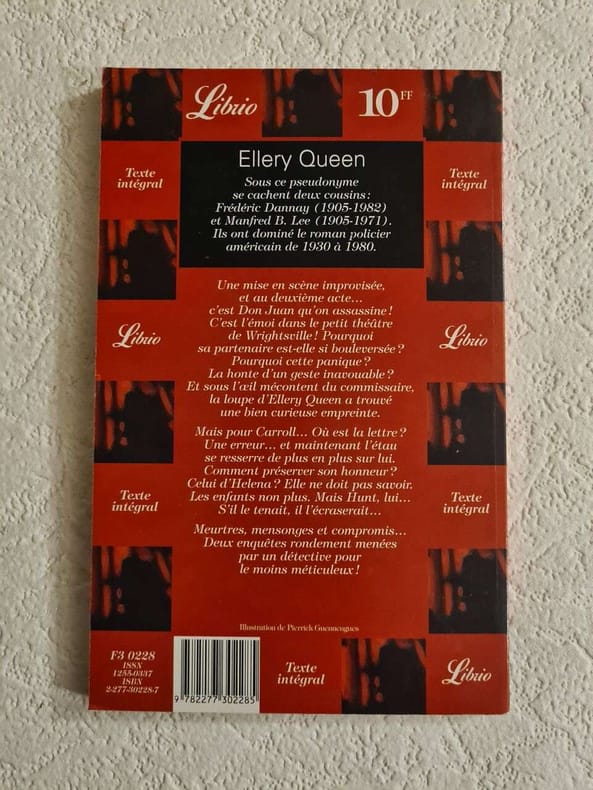 Librio
10 FF
Texte
intégral
Ellery Queen
Sous ce pseudonyme
se cachent deux cousins :
Frédéric Dannay (1905-1982)
et Manfred B. Lee (1905-1971).
Ils ont dominé le roman policier
américain de 1930 à 1980.
Texte
intégral
Une mise en scène improvisée,
et au deuxième acte...
c'est Don Juan qu'on assassine !
C'est l'émoi dans le petit théâtre
de Wrightsville ! Pourquoi
sa partenaire est-elle si bouleversée ?
Pourquoi cette panique ?
La honte d'un geste inavouable ?
Et sous l'œil mécontent du commissaire,
la loupe d'Ellery Queen a trouvé
une bien curieuse empreinte.
Librio
Librio
Mais pour Carroll... Où est la lettre ?
Une erreur... et maintenant l'étau
se resserre de plus en plus sur lui.
Comment préserver son honneur ?
Celui d'Helena ? Elle ne doit pas savoir.
Les enfants non plus. Mais Hunt, lui...
S'il le tenait, il l'écraserait...
Texte
intégral
Texte
intégral
Meurtres, mensonges et compromis...
Deux enquêtes rondement menées
par un détective pour
le moins méticuleux !
Illustration de Pierrick Guenneugues
F3 0228
ISSN
1255-0337
ISBN
2-277-30228-7
9 782277 302285
Texte
intégral
Librio